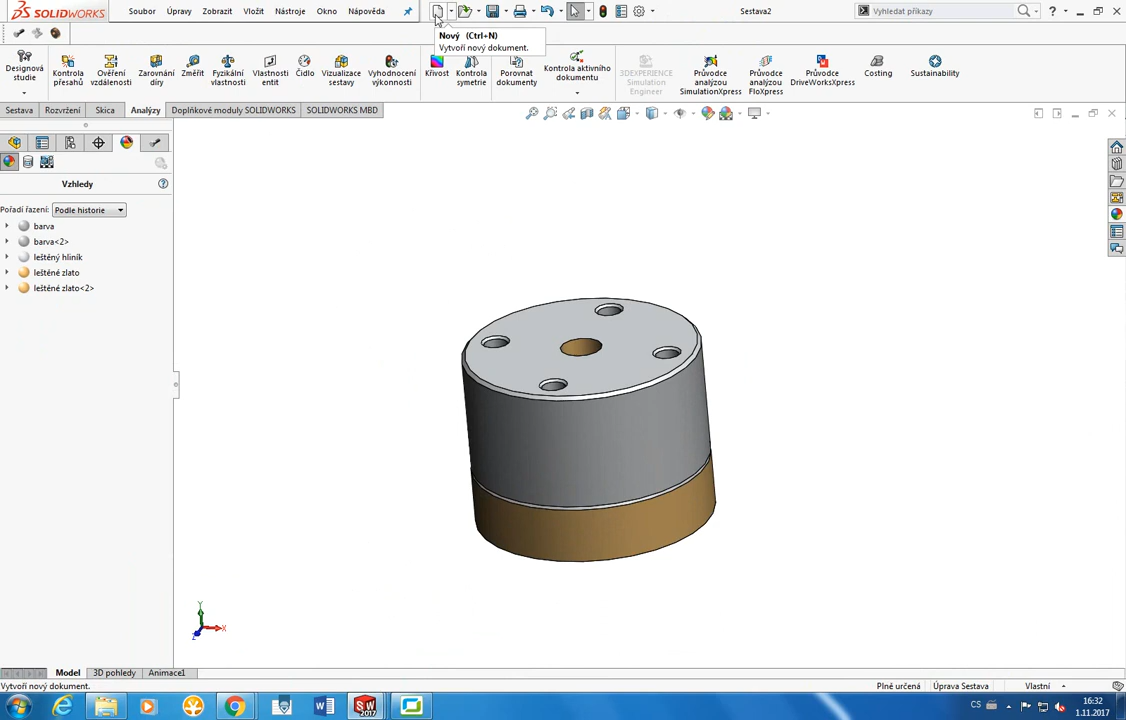 SOLIDWORKS Soubor Úpravy Zobrazit Vložit Nástroje Okno Nápověda Sestava2 Vyhledat příkazy
Nový (Ctrl+N)
Vytvoří nový dokument.
Designová studie
Kontrola přesahů
Ověření vzdálenosti
Zarovnání díry
Změřit
Fyzikální vlastnosti
Vlastnosti entit
Čidlo
Vizualizace sestavy
Vyhodnocení výkonnosti
Křivost
Kontrola symetrie
Porovnat dokumenty
Kontrola aktivního dokumentu
3DEXPERIENCE Simulation Engineer
Průvodce analýzou SimulationXpress
Průvodce analýzou FloXpress
Průvodce DriveWorksXpress
Costing
Sustainability
Sestava Rozvržení Skica Analýzy Doplňkové moduly SOLIDWORKS SOLIDWORKS MBD
Vzhledy
Pořadí řazení: Podle historie
barva
barva<2>
leštěný hliník
leštěné zlato
leštěné zlato<2>
Y
X
Z
Model 3D pohledy Animace1
Vytvoří nový dokument. Plně určená Úprava Sestava Vlastní
SW 2017
CS 16:32
1.11.2017